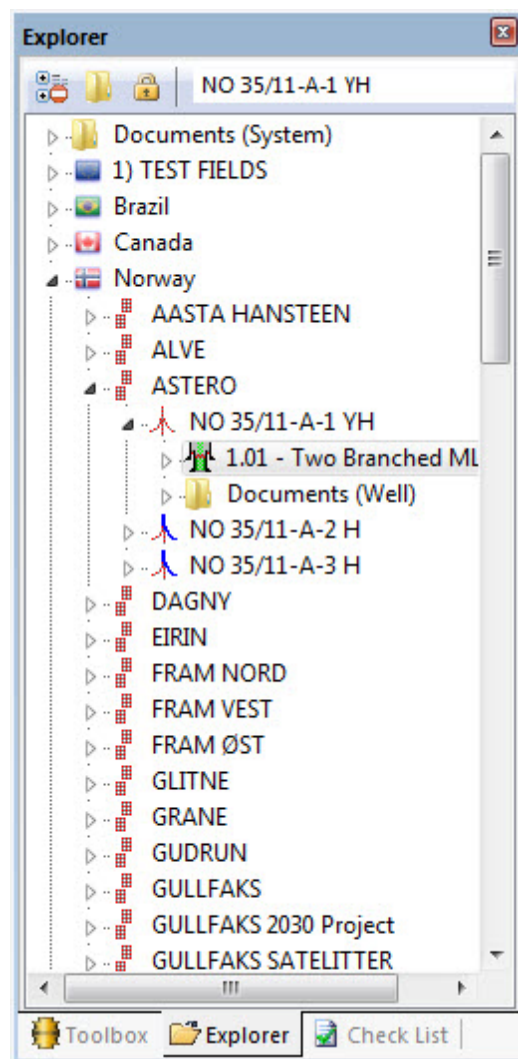 Explorer
NO 35/11-A-1 YH
Documents (System)
1) TEST FIELDS
Brazil
Canada
Norway
AASTA HANSTEEN
ALVE
ASTERO
NO 35/11-A-1 YH
1.01 - Two Branched ML
Documents (Well)
NO 35/11-A-2 H
NO 35/11-A-3 H
DAGNY
EIRIN
FRAM NORD
FRAM VEST
FRAM ØST
GLITNE
GRANE
GUDRUN
GULLFAKS
GULLFAKS 2030 Project
GULLFAKS SATELITTER
Toolbox Explorer Check List